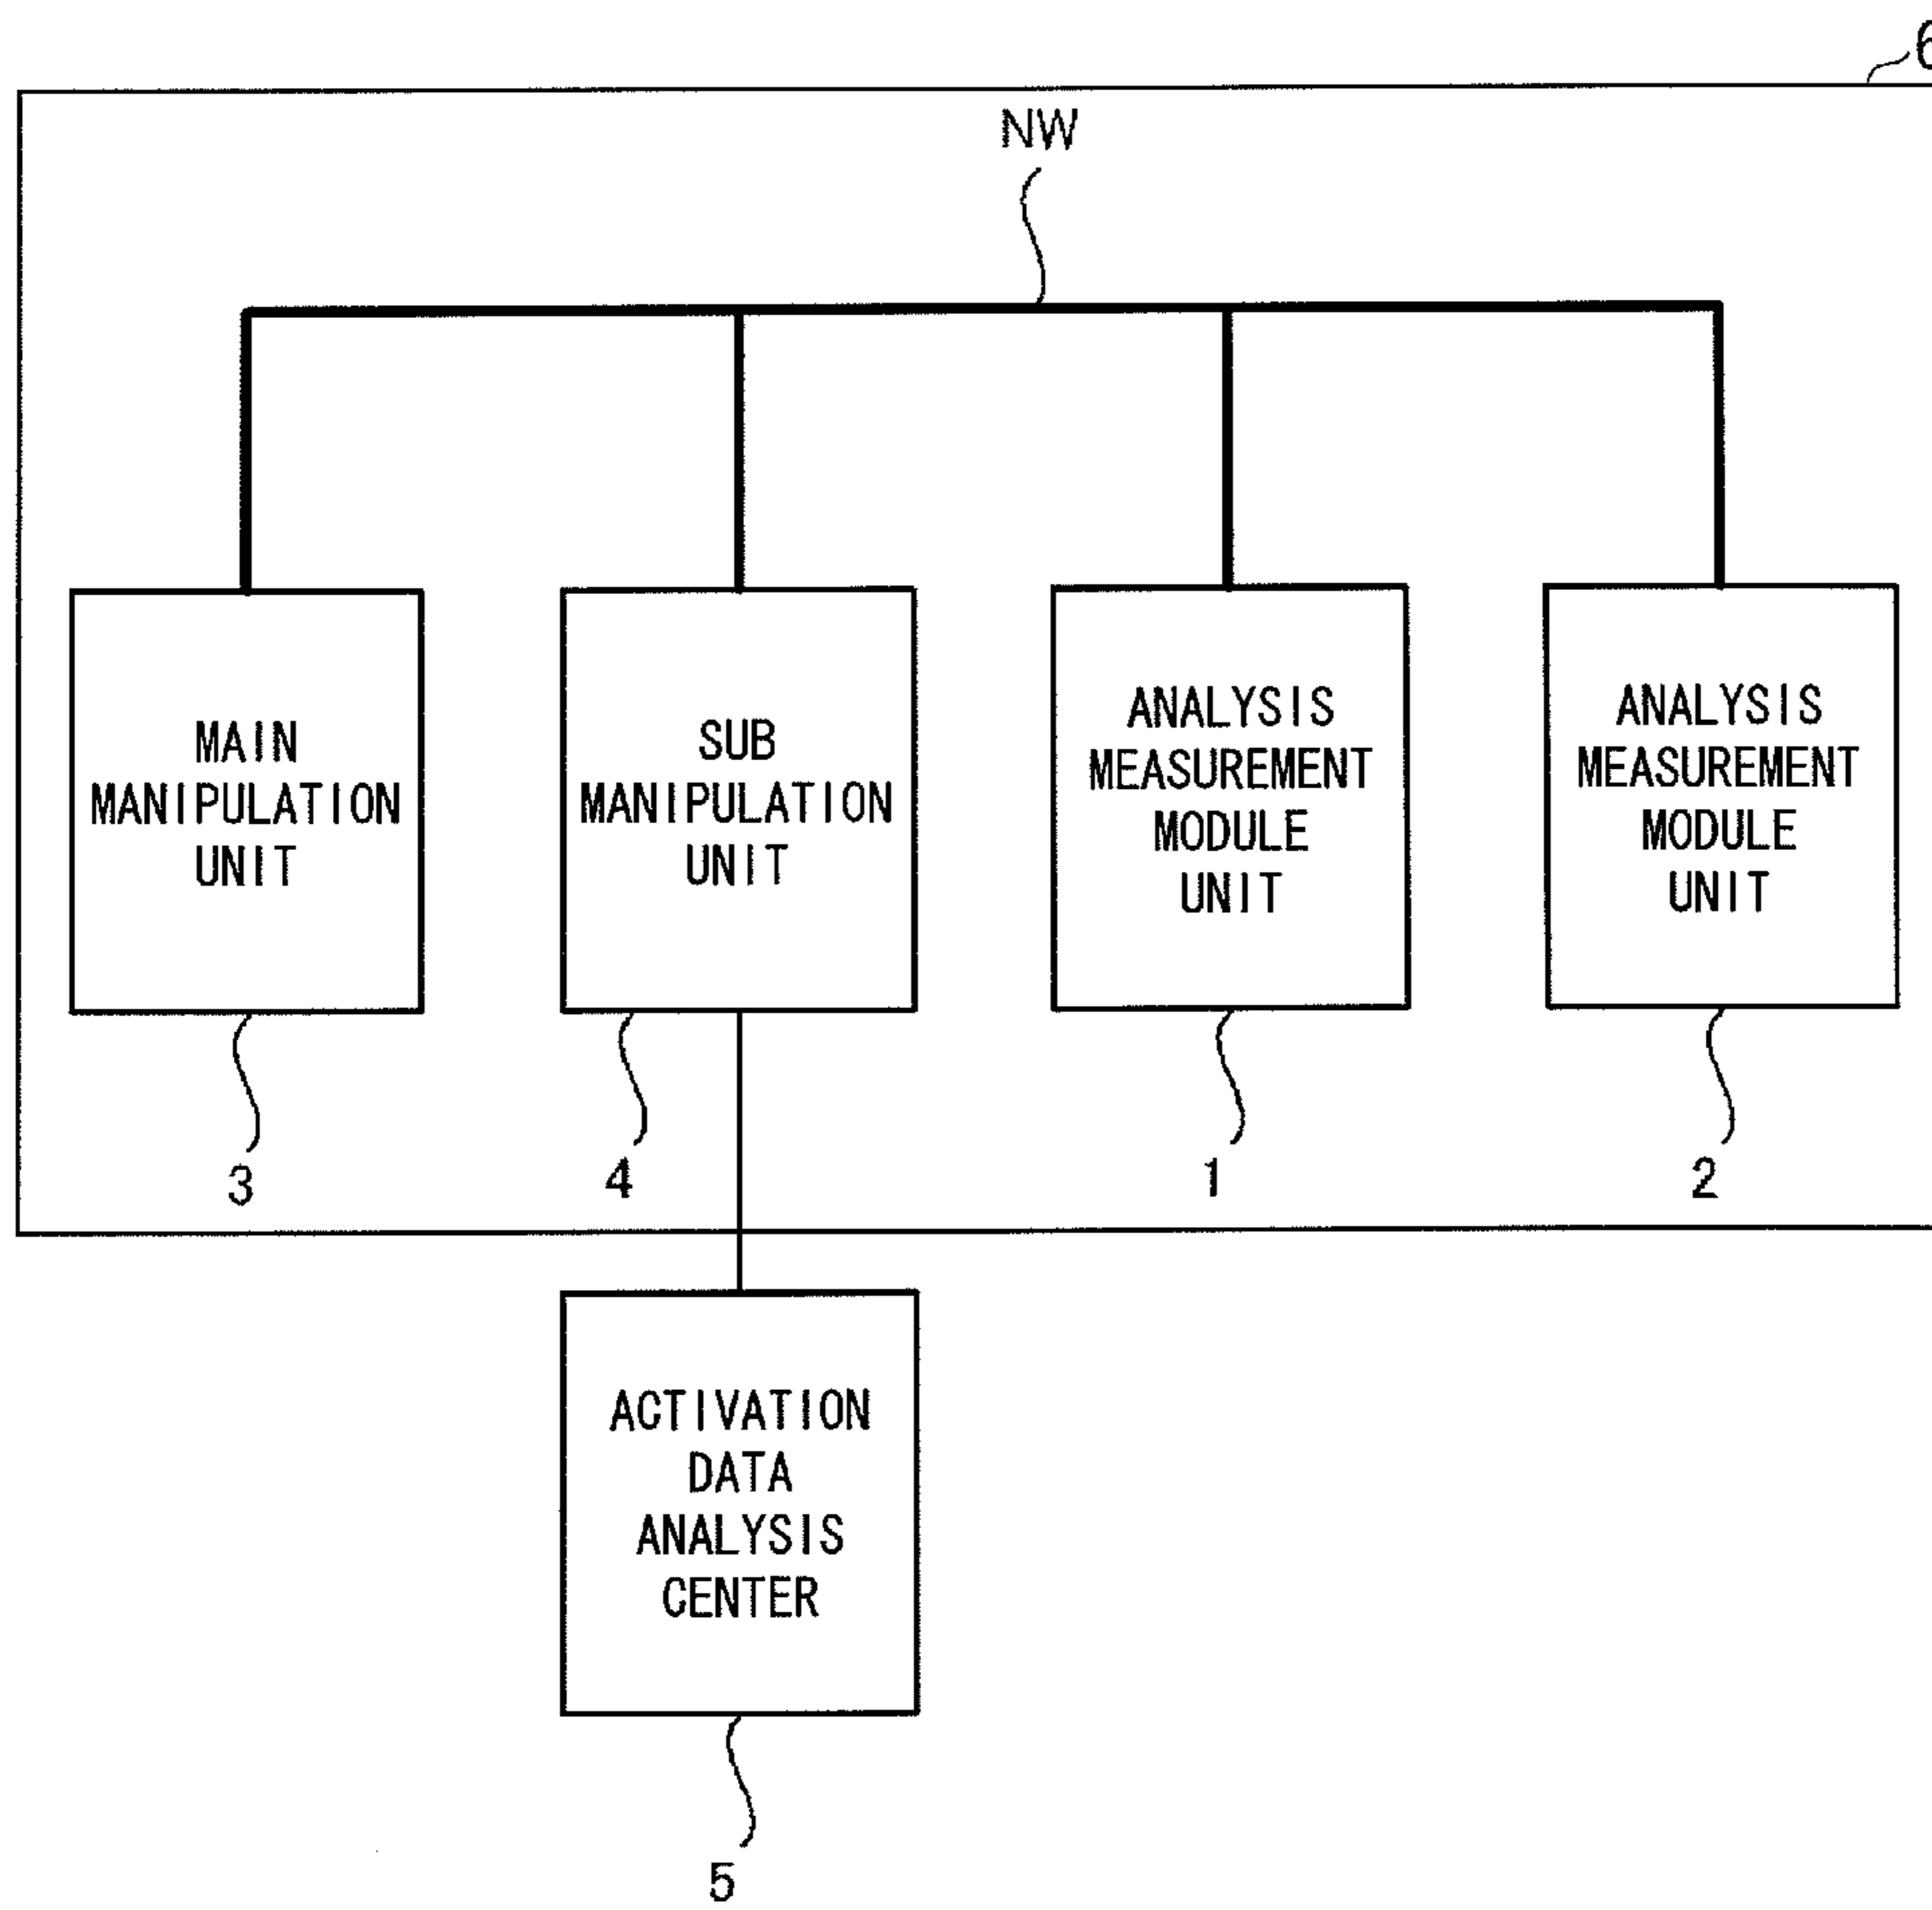 6
NW
MAIN
MANIPULATION
UNIT
SUB
MANIPULATION
UNIT
ANALYSIS
MEASUREMENT
MODULE
UNIT
ANALYSIS
MEASUREMENT
MODULE
UNIT
3
4
1
2
ACTIVATION
DATA
ANALYSIS
CENTER
5